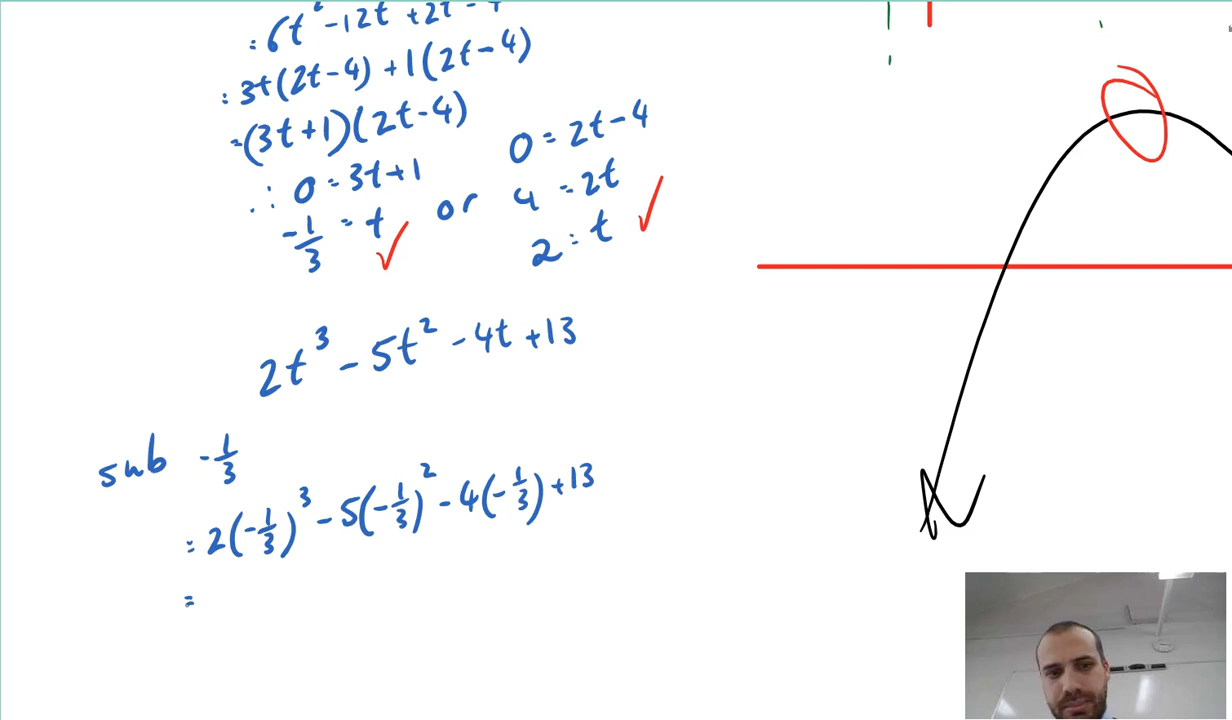 = 6t² - 12t + 2t - 4
= 3t(2t - 4) + 1(2t - 4)
= (3t + 1)(2t - 4)
∴ 0 = 3t + 1 or 0 = 2t - 4
-1/3 = t 4 = 2t
2 = t
2t³ - 5t² - 4t + 13
sub -1/3
= 2(-1/3)³ - 5(-1/3)² - 4(-1/3) + 13
=